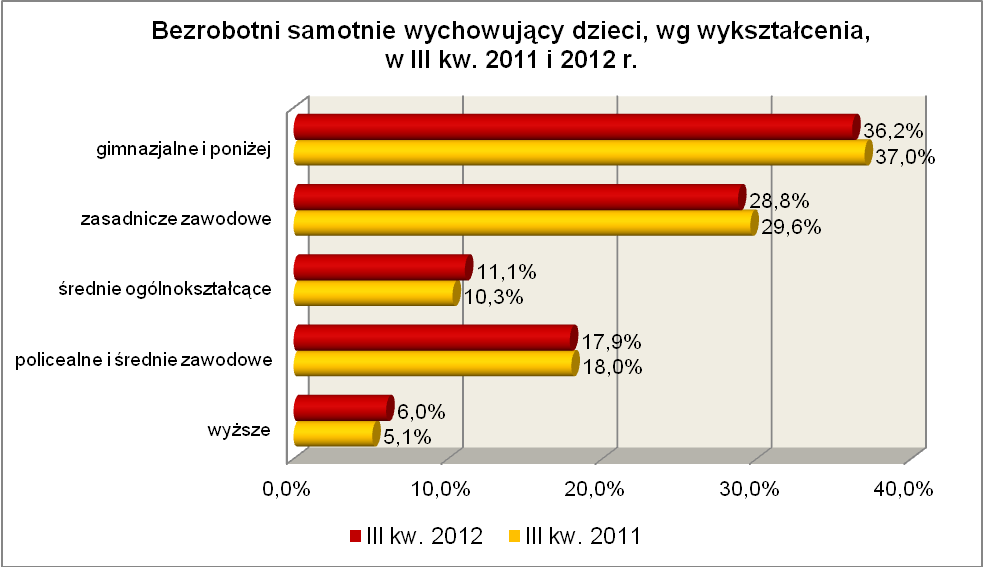 Bezrobotni samotnie wychowujący dzieci, wg wykształcenia,
w III kw. 2011 i 2012 r.
gimnazjalne i poniżej
36,2%
37,0%
zasadnicze zawodowe
28,8%
29,6%
średnie ogólnokształcące
11,1%
10,3%
policealne i średnie zawodowe
17,9%
18,0%
wyższe
6,0%
5,1%
0,0% 10,0% 20,0% 30,0% 40,0%
III kw. 2012 III kw. 2011